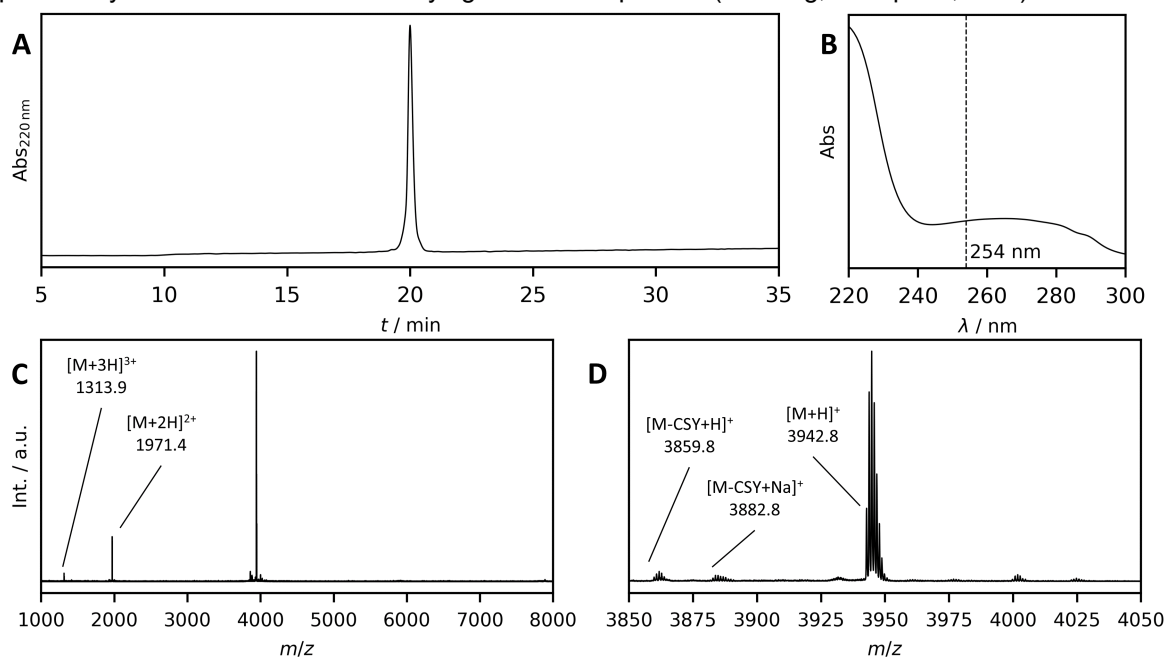 A
Abs220 nm
5 10 15 20 25 30 35
t / min
B
Abs
254 nm
220 240 260 280 300
λ / nm
C
[M+3H]3+
1313.9
[M+2H]2+
1971.4
Int. / a.u.
1000 2000 3000 4000 5000 6000 7000 8000
m/z
D
[M-CSY+H]+
3859.8
[M-CSY+Na]+
3882.8
[M+H]+
3942.8
3850 3875 3900 3925 3950 3975 4000 4025 4050
m/z